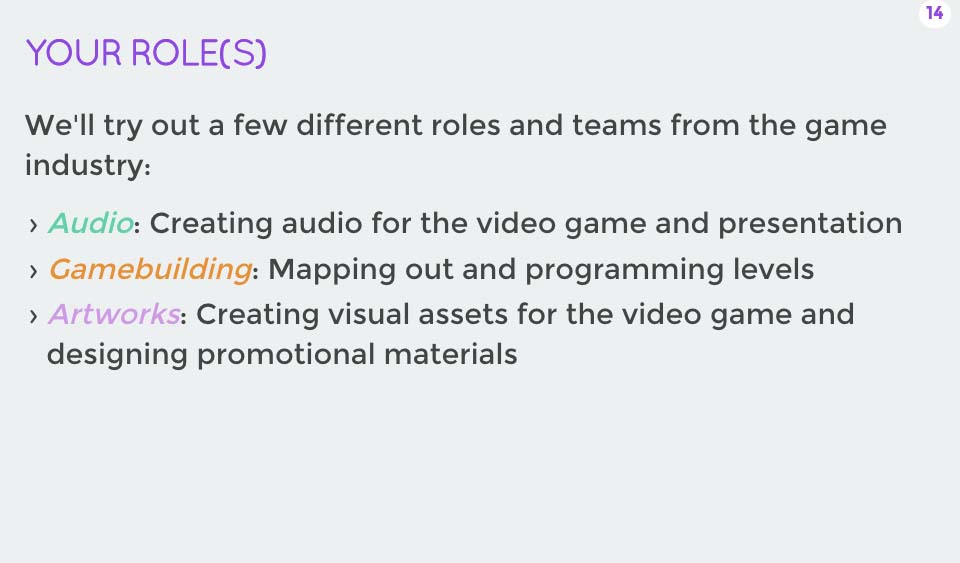 14
YOUR ROLE(S)
We'll try out a few different roles and teams from the game
industry:
› Audio: Creating audio for the video game and presentation
› Gamebuilding: Mapping out and programming levels
› Artworks: Creating visual assets for the video game and
designing promotional materials